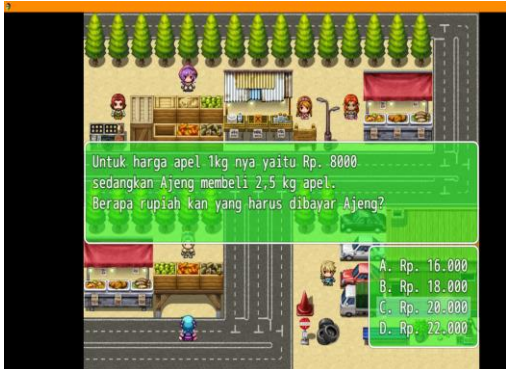 Untuk harga apel 1kg nya yaitu Rp. 8000
sedangkan Ajeng membeli 2,5 kg apel.
Berapa rupiah kan yang harus dibayar Ajeng?
A. Rp. 16.000
B. Rp. 18.000
C. Rp. 20.000
D. Rp. 22.000